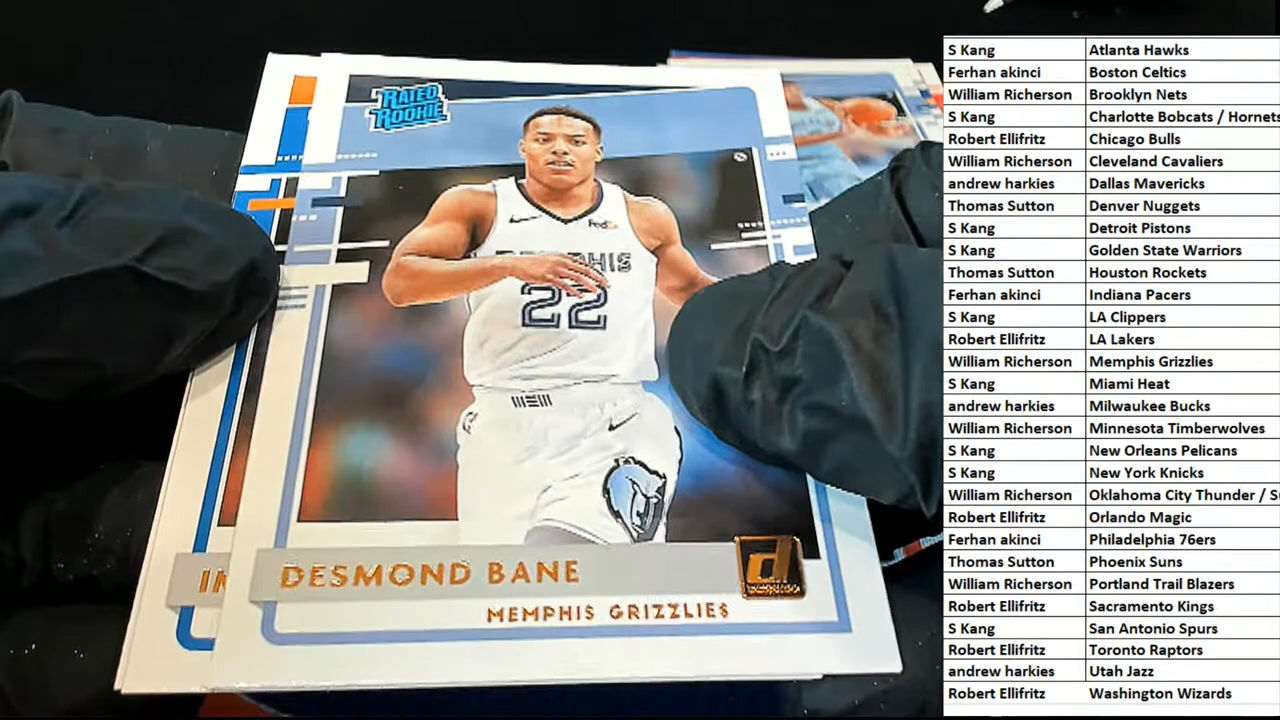 RATED
ROOKIE
FedEx
MEMPHIS
22
DESMOND BANE
MEMPHIS GRIZZLIES
d
S Kang Atlanta Hawks
Ferhan akinci Boston Celtics
William Richerson Brooklyn Nets
S Kang Charlotte Bobcats / Hornets
Robert Ellifritz Chicago Bulls
William Richerson Cleveland Cavaliers
andrew harkies Dallas Mavericks
Thomas Sutton Denver Nuggets
S Kang Detroit Pistons
S Kang Golden State Warriors
Thomas Sutton Houston Rockets
Ferhan akinci Indiana Pacers
S Kang LA Clippers
Robert Ellifritz LA Lakers
William Richerson Memphis Grizzlies
S Kang Miami Heat
andrew harkies Milwaukee Bucks
William Richerson Minnesota Timberwolves
S Kang New Orleans Pelicans
S Kang New York Knicks
William Richerson Oklahoma City Thunder /
Robert Ellifritz Orlando Magic
Ferhan akinci Philadelphia 76ers
Thomas Sutton Phoenix Suns
William Richerson Portland Trail Blazers
Robert Ellifritz Sacramento Kings
S Kang San Antonio Spurs
Robert Ellifritz Toronto Raptors
andrew harkies Utah Jazz
Robert Ellifritz Washington Wizards